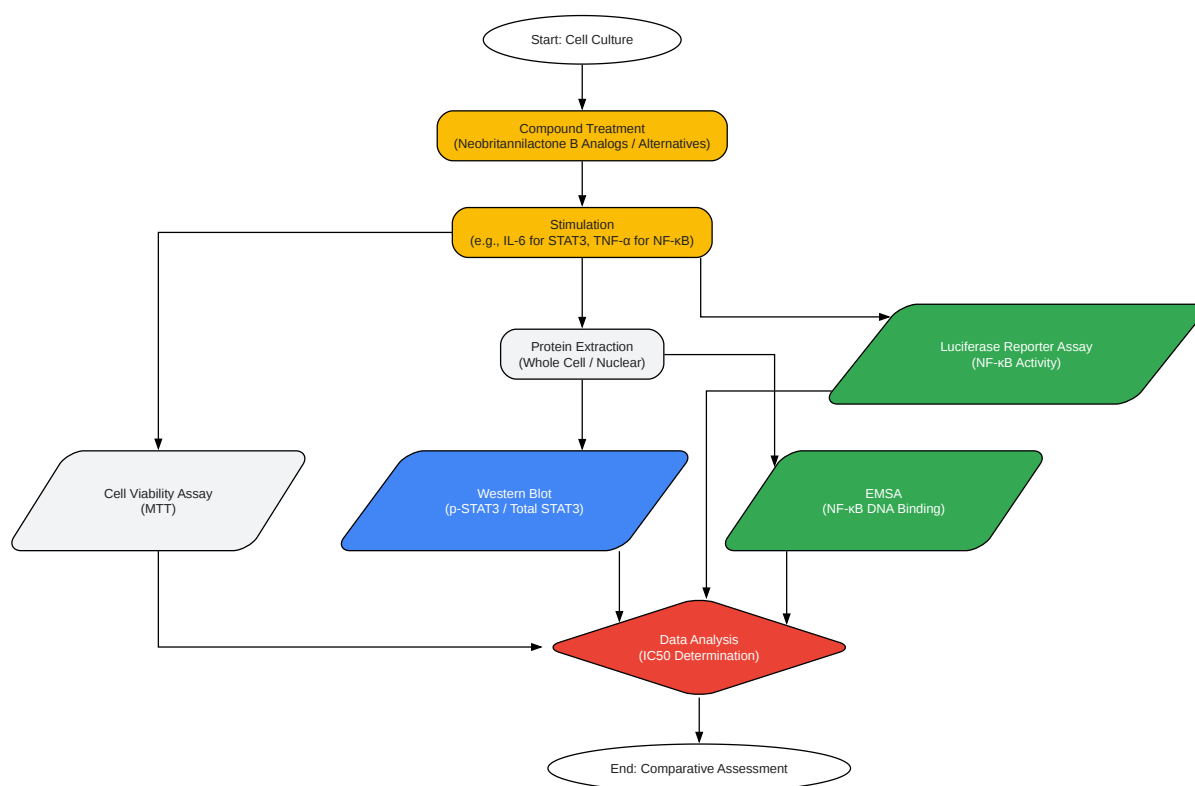 Start: Cell Culture
Compound Treatment
(Neobritannilactone B Analogs / Alternatives)
Stimulation
(e.g., IL-6 for STAT3, TNF-α for NF-κB)
Protein Extraction
(Whole Cell / Nuclear)
Luciferase Reporter Assay
(NF-κB Activity)
Cell Viability Assay
(MTT)
Western Blot
(p-STAT3 / Total STAT3)
EMSA
(NF-κB DNA Binding)
Data Analysis
(IC50 Determination)
End: Comparative Assessment